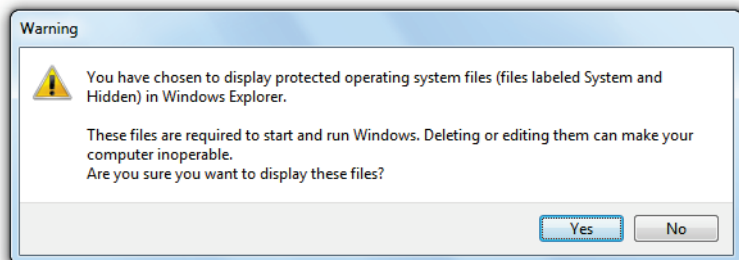 Warning
You have chosen to display protected operating system files (files labeled System and
Hidden) in Windows Explorer.
These files are required to start and run Windows. Deleting or editing them can make your
computer inoperable.
Are you sure you want to display these files?
Yes No